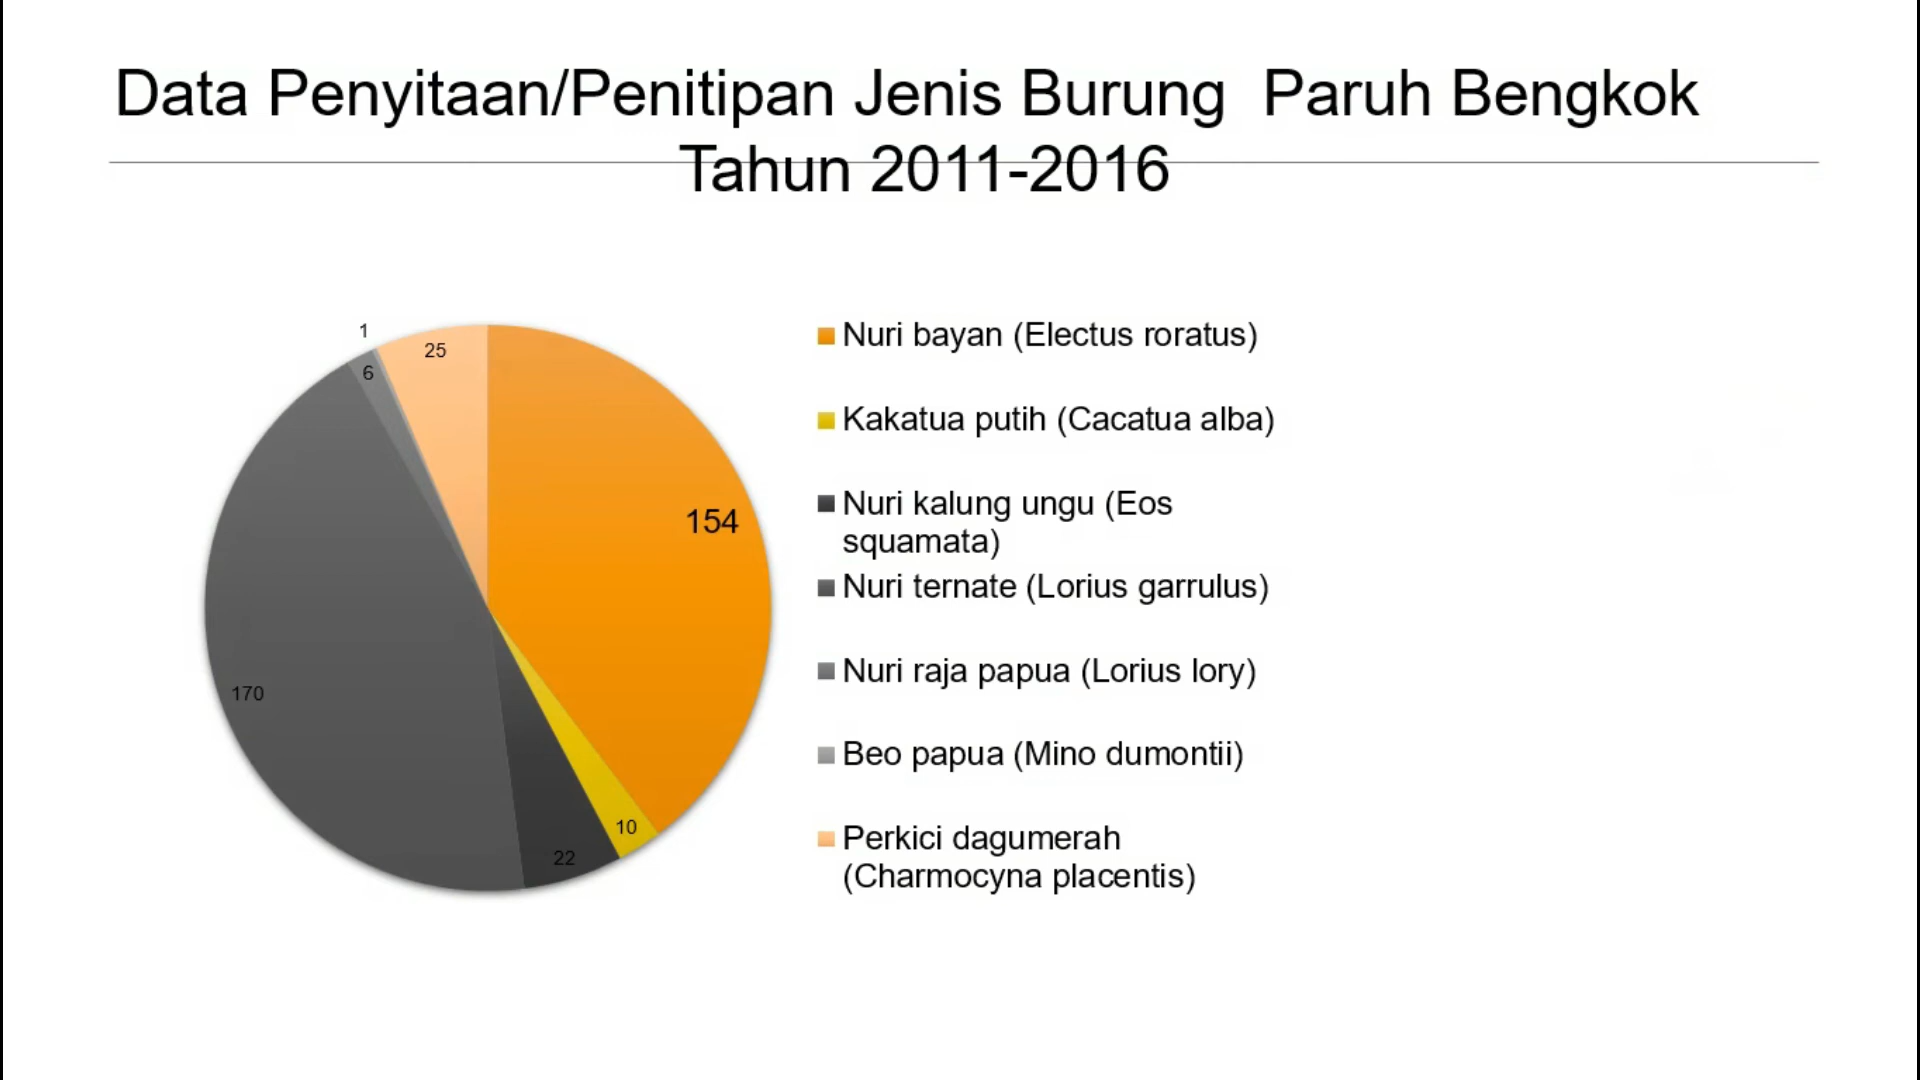 Data Penyitaan/Penitipan Jenis Burung  Paruh Bengkok
Tahun 2011-2016
1
25
6
154
170
10
22
Nuri bayan (Electus roratus)
Kakatua putih (Cacatua alba)
Nuri kalung ungu (Eos
squamata)
Nuri ternate (Lorius garrulus)
Nuri raja papua (Lorius lory)
Beo papua (Mino dumontii)
Perkici dagumerah
(Charmocyna placentis)